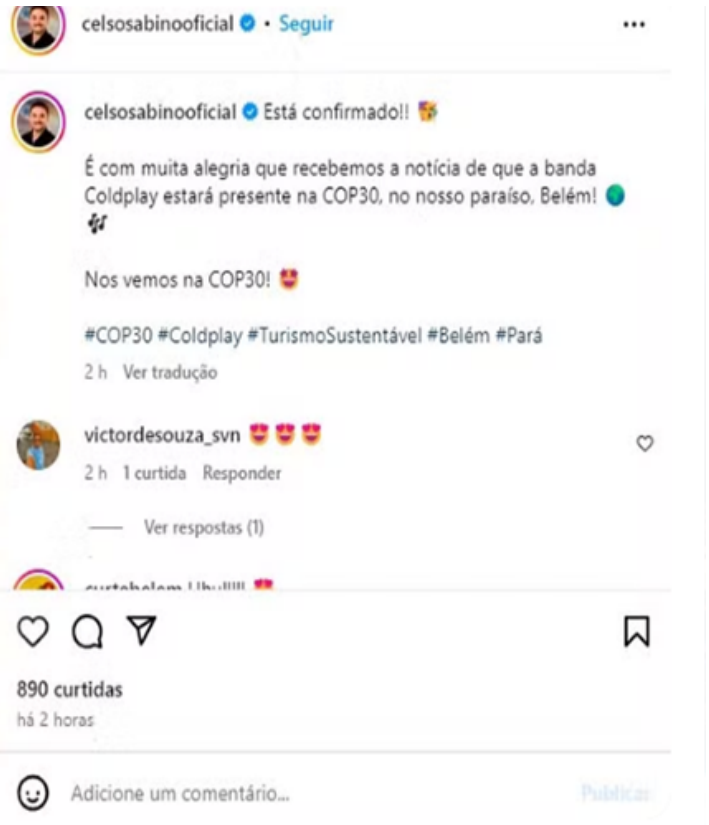 celsosabinooficial • Seguir
celsosabinooficial Está confirmado!! 🥳
É com muita alegria que recebemos a notícia de que a banda
Coldplay estará presente na COP30, no nosso paraíso, Belém! 🌍
🎶
Nos vemos na COP30! 🤩
#COP30 #Coldplay #TurismoSustentável #Belém #Pará
2 h Ver tradução
victordesouza_svn 😍😍😍
2 h 1 curtida Responder
Ver respostas (1)
890 curtidas
há 2 horas
Adicione um comentário...
Publicar